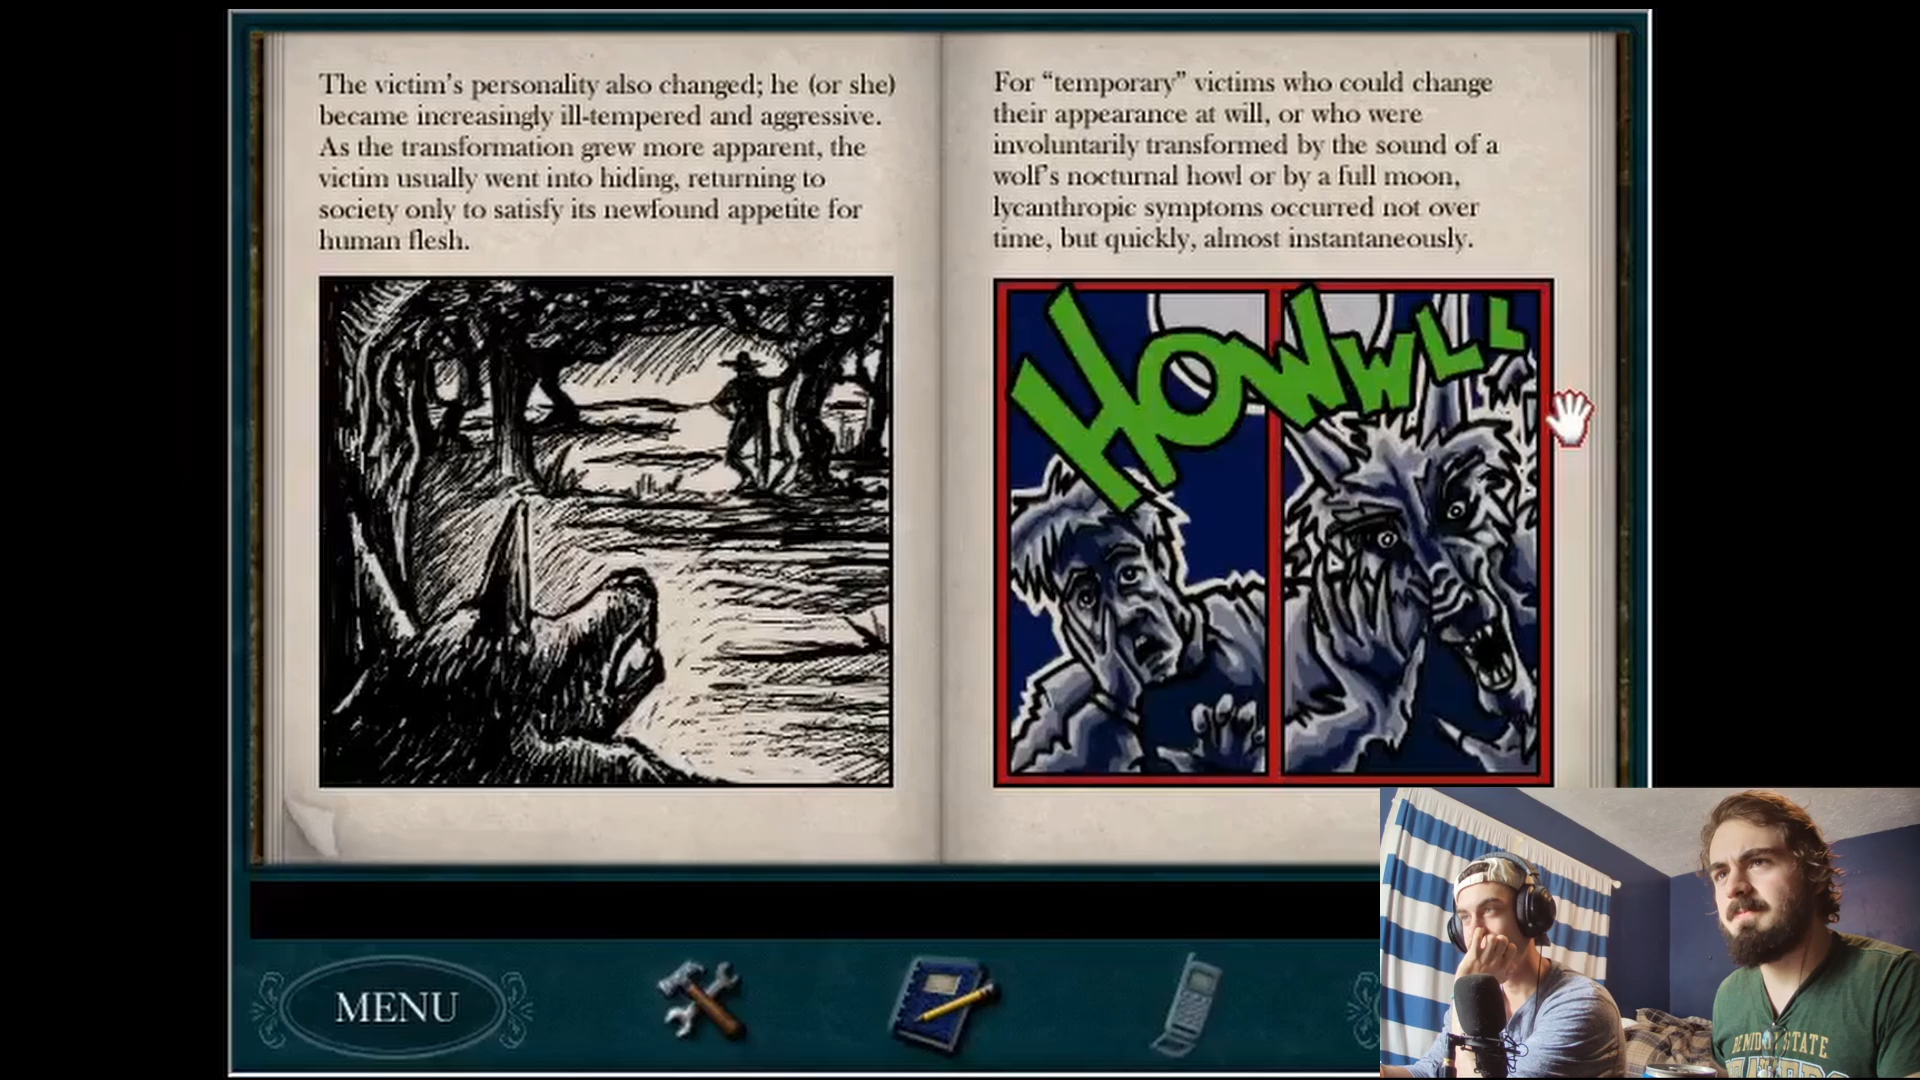 The victim's personality also changed; he (or she)
became increasingly ill-tempered and aggressive.
As the transformation grew more apparent, the
victim usually went into hiding, returning to
society only to satisfy its newfound appetite for
human flesh.
For “temporary” victims who could change
their appearance at will, or who were
involuntarily transformed by the sound of a
wolf's nocturnal howl or by a full moon,
lycanthropic symptoms occurred not over
time, but quickly, almost instantaneously.
HOWWLL
MENU
STATE